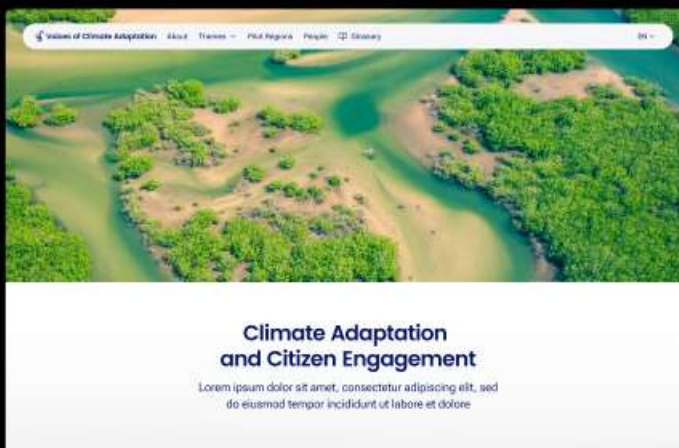 Voices of Climate Adaptation About Themes Pilot Regions People Glossary EN
Climate Adaptation
and Citizen Engagement
Lorem ipsum dolor sit amet, consectetur adipiscing elit, sed
do eiusmod tempor incididunt ut labore et dolore